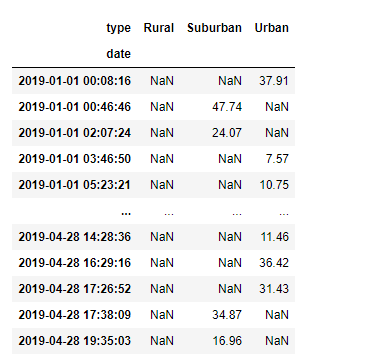 type Rural Suburban Urban
date
2019-01-01 00:08:16 NaN NaN 37.91
2019-01-01 00:46:46 NaN 47.74 NaN
2019-01-01 02:07:24 NaN 24.07 NaN
2019-01-01 03:46:50 NaN NaN 7.57
2019-01-01 05:23:21 NaN NaN 10.75
... ... ... ...
2019-04-28 14:28:36 NaN NaN 11.46
2019-04-28 16:29:16 NaN NaN 36.42
2019-04-28 17:26:52 NaN NaN 31.43
2019-04-28 17:38:09 NaN 34.87 NaN
2019-04-28 19:35:03 NaN 16.96 NaN